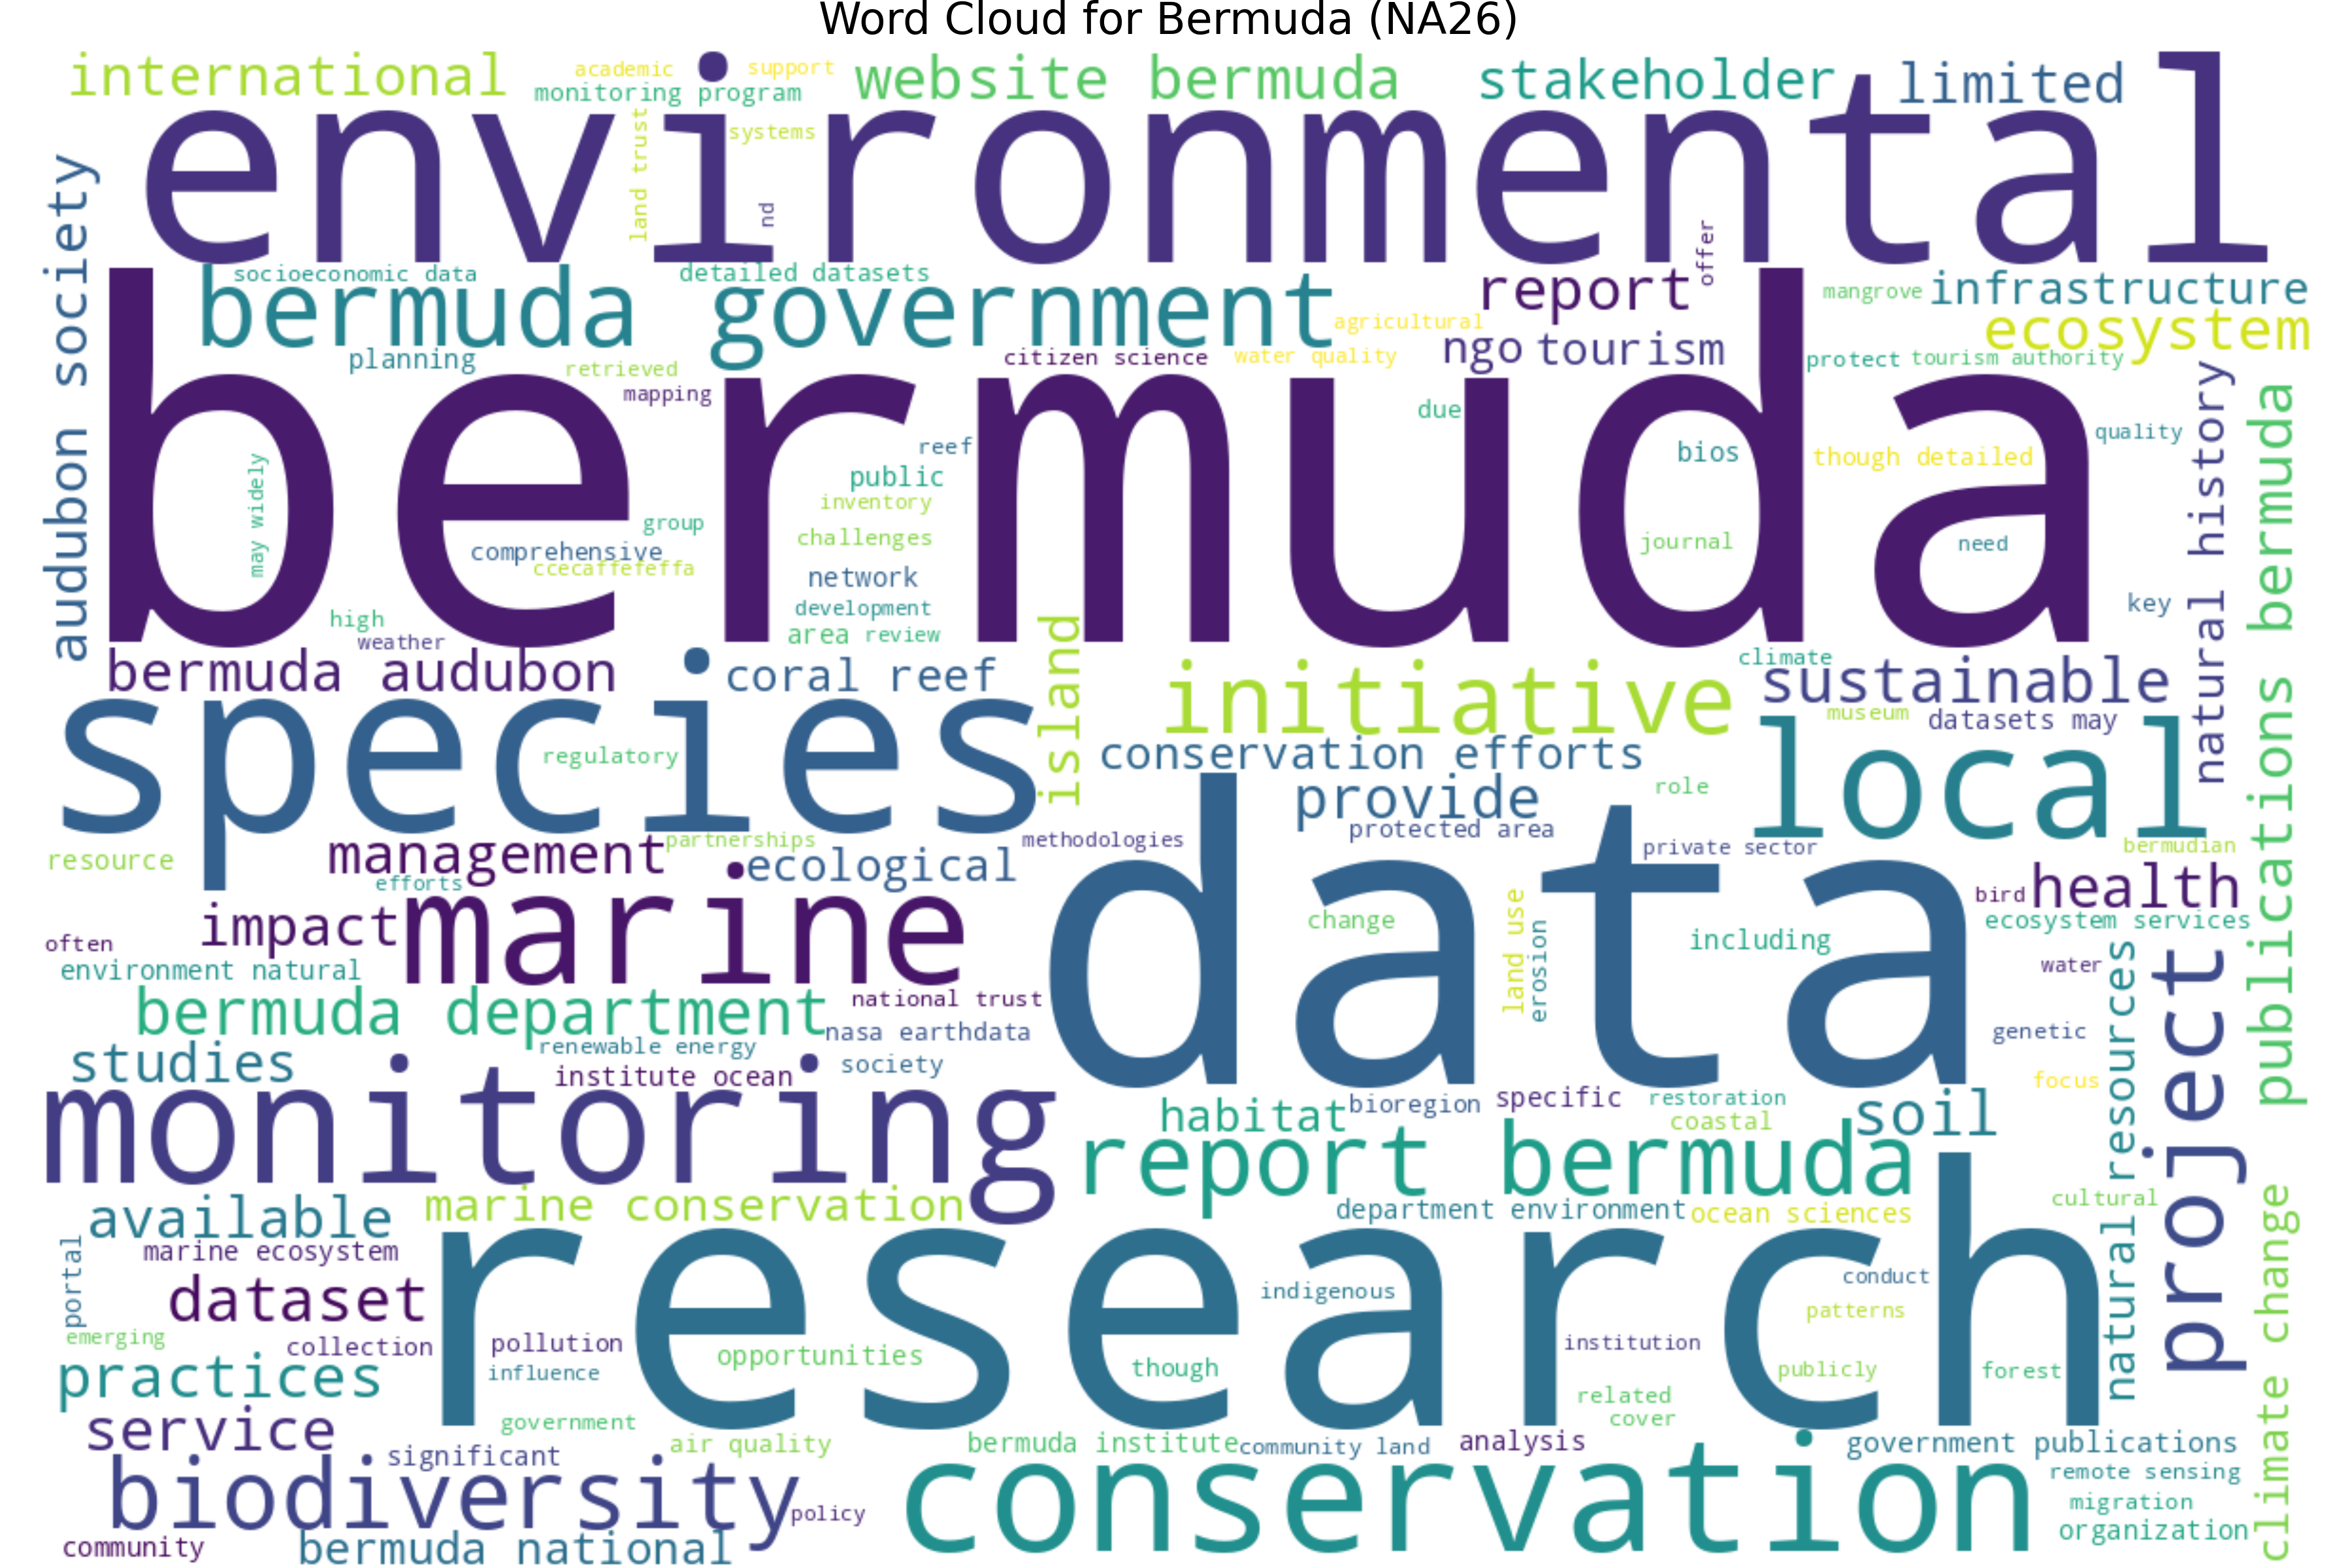 Word Cloud for Bermuda (NA26)
international
academic
support
monitoring program
website bermuda
stakeholder
limited
environmental
land trust
systems
nd
offer
audubon society
socioeconomic data
detailed datasets
bermuda
government
report
mangrove
infrastructure
agricultural
ecosystem
planning
retrieved
mapping
citizen science
water quality
ngo
tourism
protect
tourism authority
bermuda
due
reef
public
inventory
challenges
network
development
area
review
group
comprehensive
ccecaffefeffa
may widely
high
weather
bios
journal
though detailed
need
quality
key
natural history
publications bermuda
bermuda audubon
coral reef
island
initiative
climate
sustainable
museum
datasets may
species
regulatory
conservation efforts
provide
role
local
protected area
private sector
bermudian
resource
management
partnerships
ecological
methodologies
efforts
data
change
land use
erosion
including
bird
health
ecosystem services
water
genetic
impact
marine
often
environment natural
bermuda department
national trust
nasa earthdata
renewable energy
society
studies
institute ocean
monitoring
natural resources
project
focus
specific
restoration
habitat
bioregion
coastal
soil
report bermuda
available
marine conservation
department environment
ocean sciences
cultural
portal
marine ecosystem
dataset
research
indigenous
conduct
patterns
emerging
collection
pollution
influence
opportunities
though
institution
publicly
forest
related
cover
climate change
practices
service
government
significant
air quality
bermuda institute
community land
analysis
government publications
remote sensing
biodiversity
policy
conservation
migration
organization
community
bermuda national